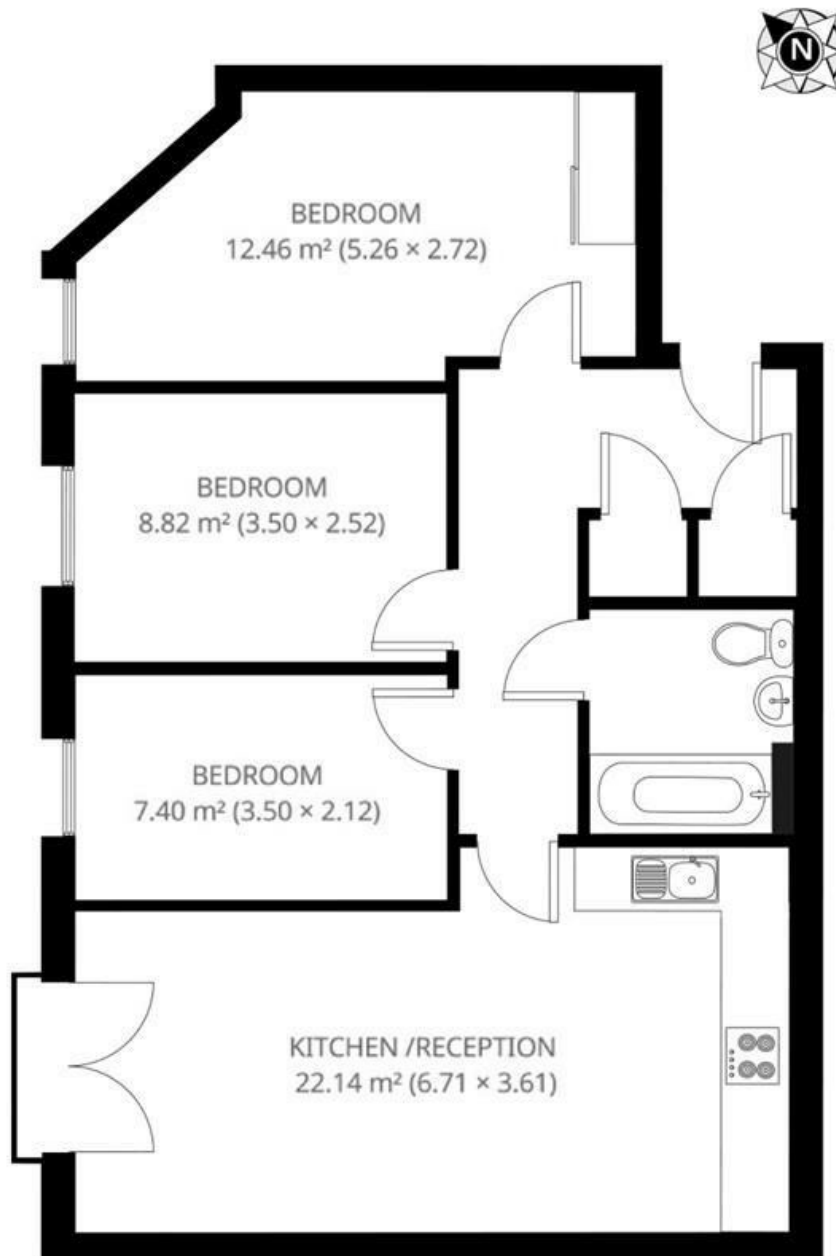 N
BEDROOM
12.46 m² (5.26 × 2.72)
BEDROOM
8.82 m² (3.50 × 2.52)
BEDROOM
7.40 m² (3.50 × 2.12)
KITCHEN /RECEPTION
22.14 m² (6.71 × 3.61)